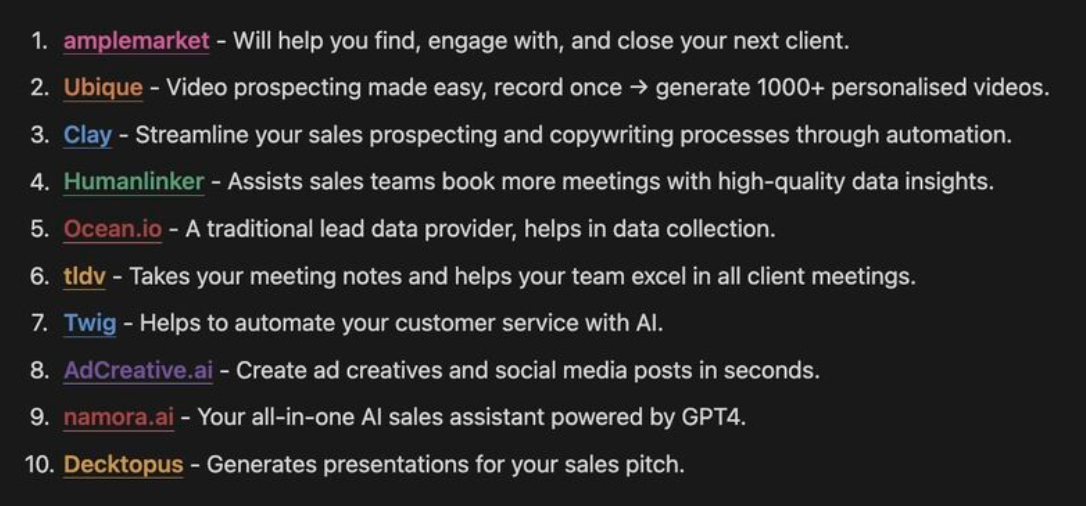 1. amplemarket - Will help you find, engage with, and close your next client.
2. Ubique - Video prospecting made easy, record once → generate 1000+ personalised videos.
3. Clay - Streamline your sales prospecting and copywriting processes through automation.
4. Humanlinker - Assists sales teams book more meetings with high-quality data insights.
5. Ocean.io - A traditional lead data provider, helps in data collection.
6. tldv - Takes your meeting notes and helps your team excel in all client meetings.
7. Twig - Helps to automate your customer service with AI.
8. AdCreative.ai - Create ad creatives and social media posts in seconds.
9. namora.ai - Your all-in-one AI sales assistant powered by GPT4.
10. Decktopus - Generates presentations for your sales pitch.